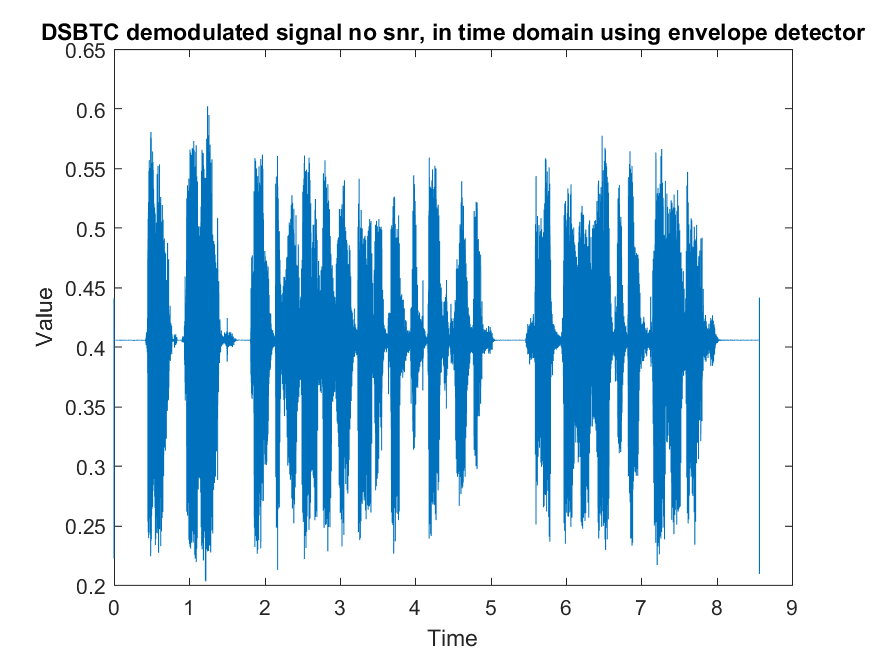 DSBTC demodulated signal no snr, in time domain using envelope detector
0.65
0.6
0.55
0.5
0.45
0.4
0.35
0.3
0.25
0.2
Value
0 1 2 3 4 5 6 7 8 9
Time